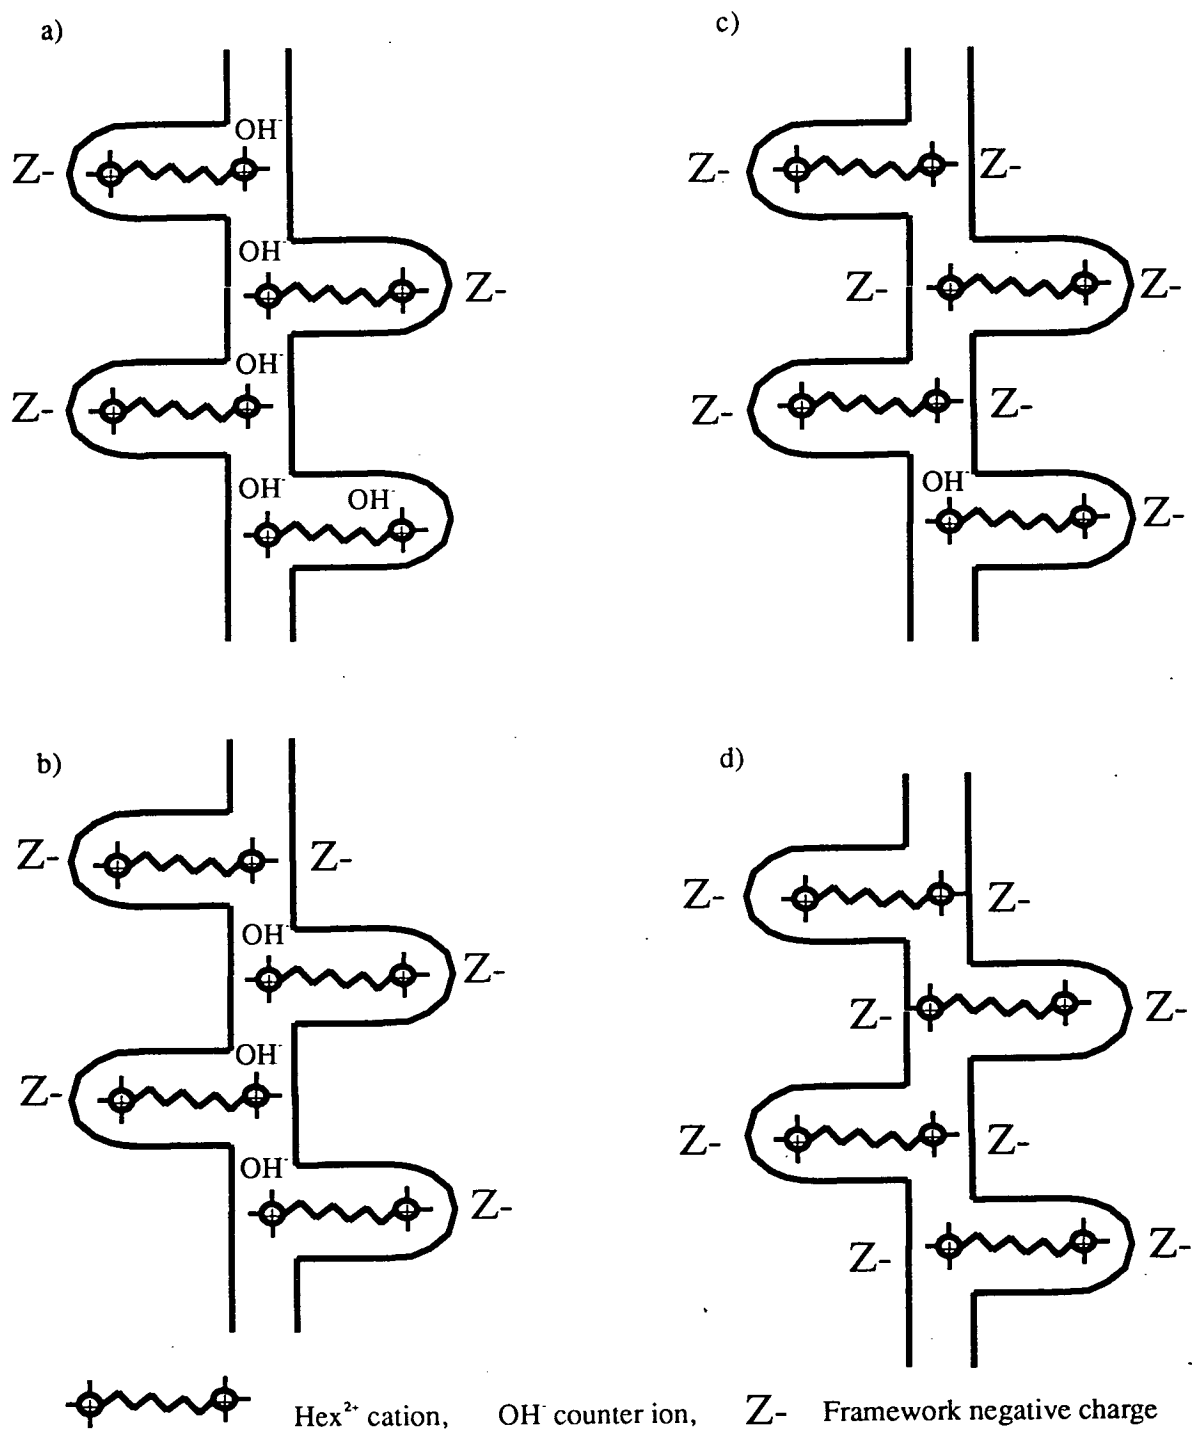 a)
OH-
Z-
OH-
Z-
OH-
Z-
OH-
OH-
c)
Z-
Z-
Z-
Z-
Z-
Z-
OH-
Z-
b)
Z-
Z-
OH-
Z-
OH-
Z-
OH-
Z-
d)
Z-
Z-
Z-
Z-
Z-
Z-
Z-
Z-
Hex²⁺ cation, OH⁻ counter ion, Z- Framework negative charge